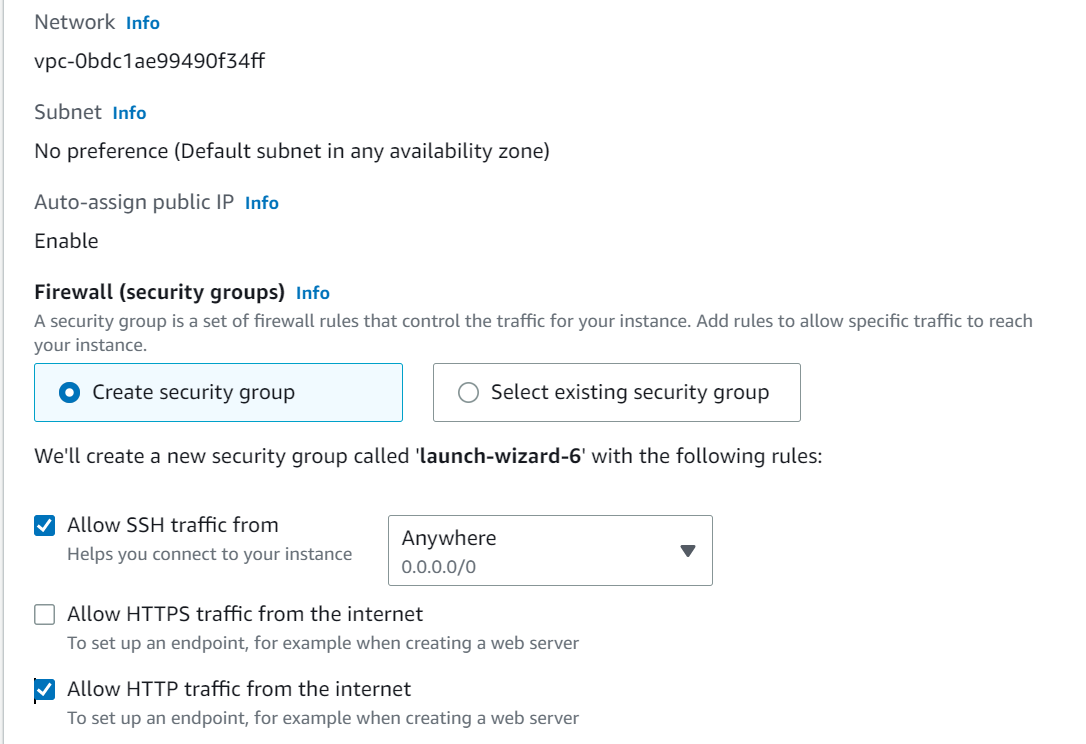 Network Info
vpc-0bdc1ae99490f34ff
Subnet Info
No preference (Default subnet in any availability zone)
Auto-assign public IP Info
Enable
Firewall (security groups) Info
A security group is a set of firewall rules that control the traffic for your instance. Add rules to allow specific traffic to reach
your instance.
Create security group Select existing security group
We'll create a new security group called 'launch-wizard-6' with the following rules:
Allow SSH traffic from
Helps you connect to your instance
Anywhere
0.0.0.0/0
Allow HTTPS traffic from the internet
To set up an endpoint, for example when creating a web server
Allow HTTP traffic from the internet
To set up an endpoint, for example when creating a web server